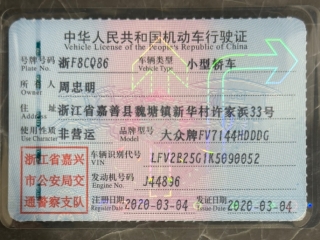 中华人民共和国机动车行驶证
Vehicle License of the People's Republic of China
号牌号码 浙F8CQ86 车辆类型 小型轿车
Plate No. Vehicle Type
所有人 周忠明
Owner
住址 浙江省嘉善县魏塘镇新华村许家浜33号
Address
使用性质 非营运 品牌型号 大众牌FV7144HDDDG
Use Character Model
浙江省嘉兴 车辆识别代号 LFV2B25G1K5090052
VIN
市公安局交 发动机号码 J44896
Engine No.
通警察支队 注册日期 2020-03-04 发证日期 2020-03-04
Register Date Issue Date